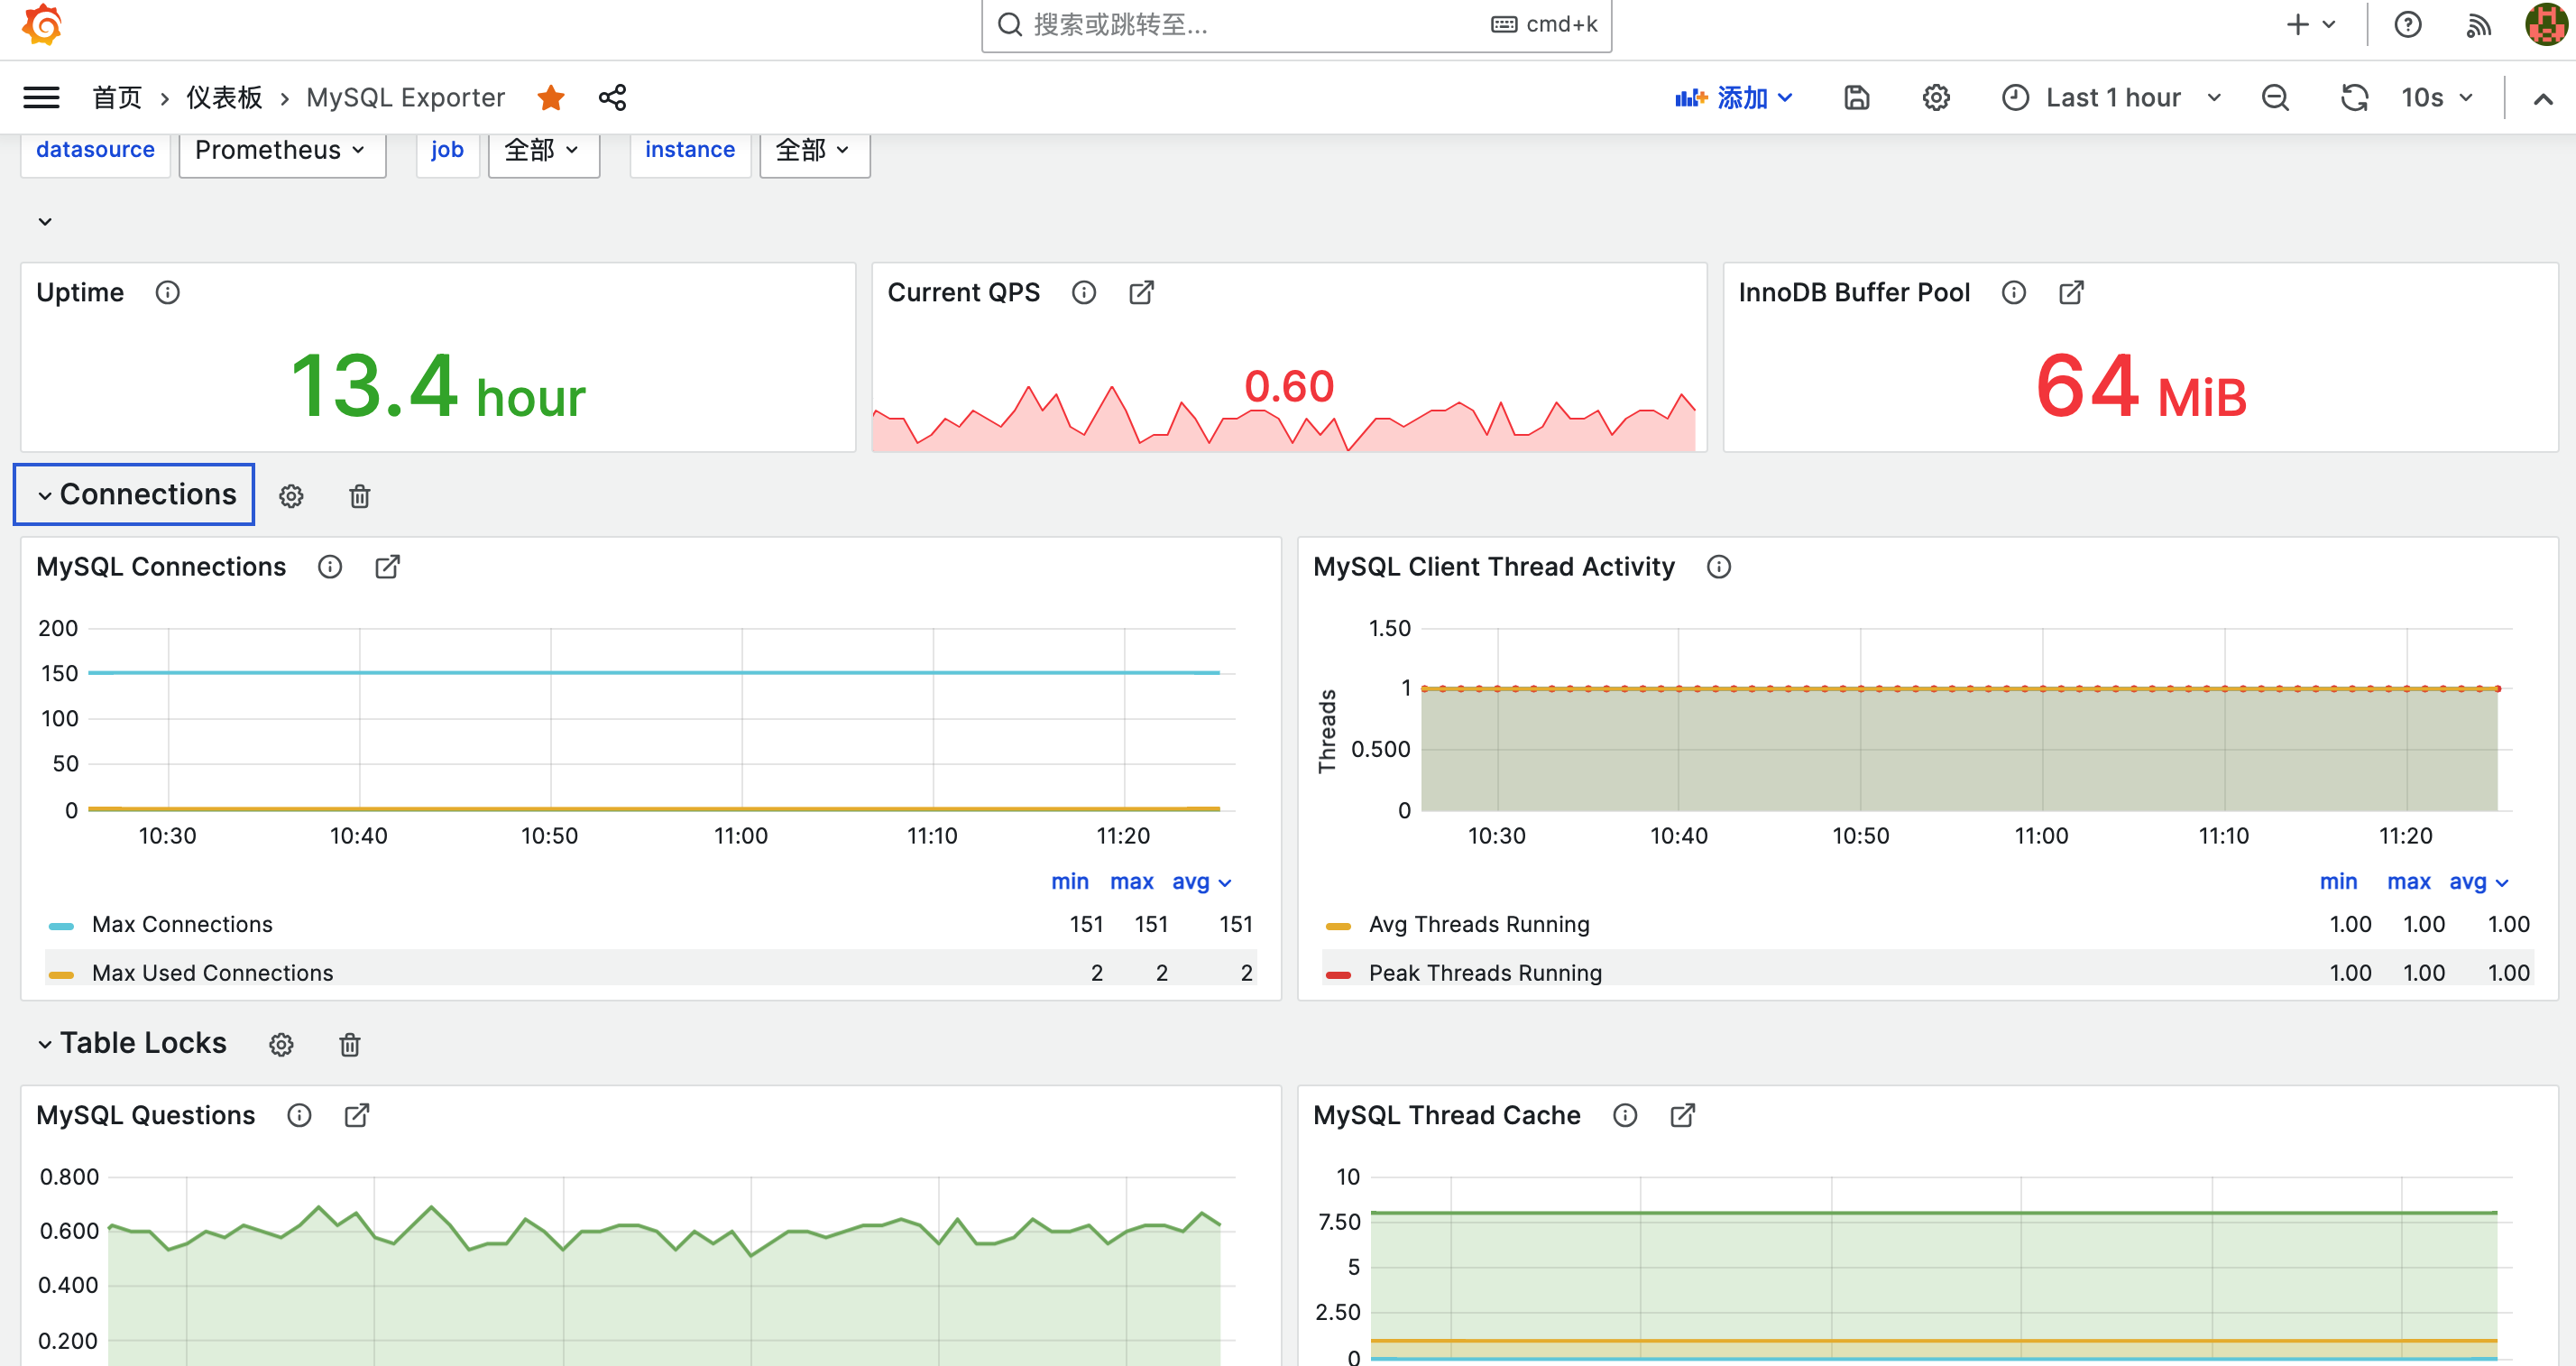 搜索或跳转至... cmd+k
首页 › 仪表板 › MySQL Exporter 添加 Last 1 hour 10s
datasource Prometheus job 全部 instance 全部
Uptime
13.4 hour
Current QPS
0.60
InnoDB Buffer Pool
64 MiB
Connections
MySQL Connections
200
150
100
50
0
10:30 10:40 10:50 11:00 11:10 11:20
min max avg
Max Connections 151 151 151
Max Used Connections 2 2 2
MySQL Client Thread Activity
Threads
1.50
1
0.500
0
10:30 10:40 10:50 11:00 11:10 11:20
min max avg
Avg Threads Running 1.00 1.00 1.00
Peak Threads Running 1.00 1.00 1.00
Table Locks
MySQL Questions
0.800
0.600
0.400
0.200
MySQL Thread Cache
10
7.50
5
2.50
0